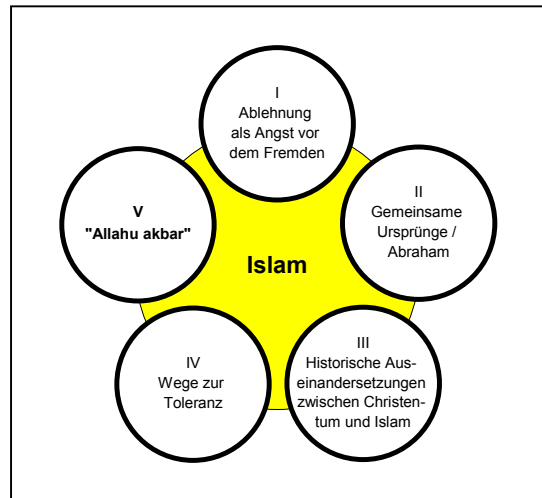 I
Ablehnung
als Angst vor
dem Fremden
II
Gemeinsame
Ursprünge /
Abraham
III
Historische Aus-
einandersetzungen
zwischen Christen-
tum und Islam
IV
Wege zur
Toleranz
V
"Allahu akbar"
Islam